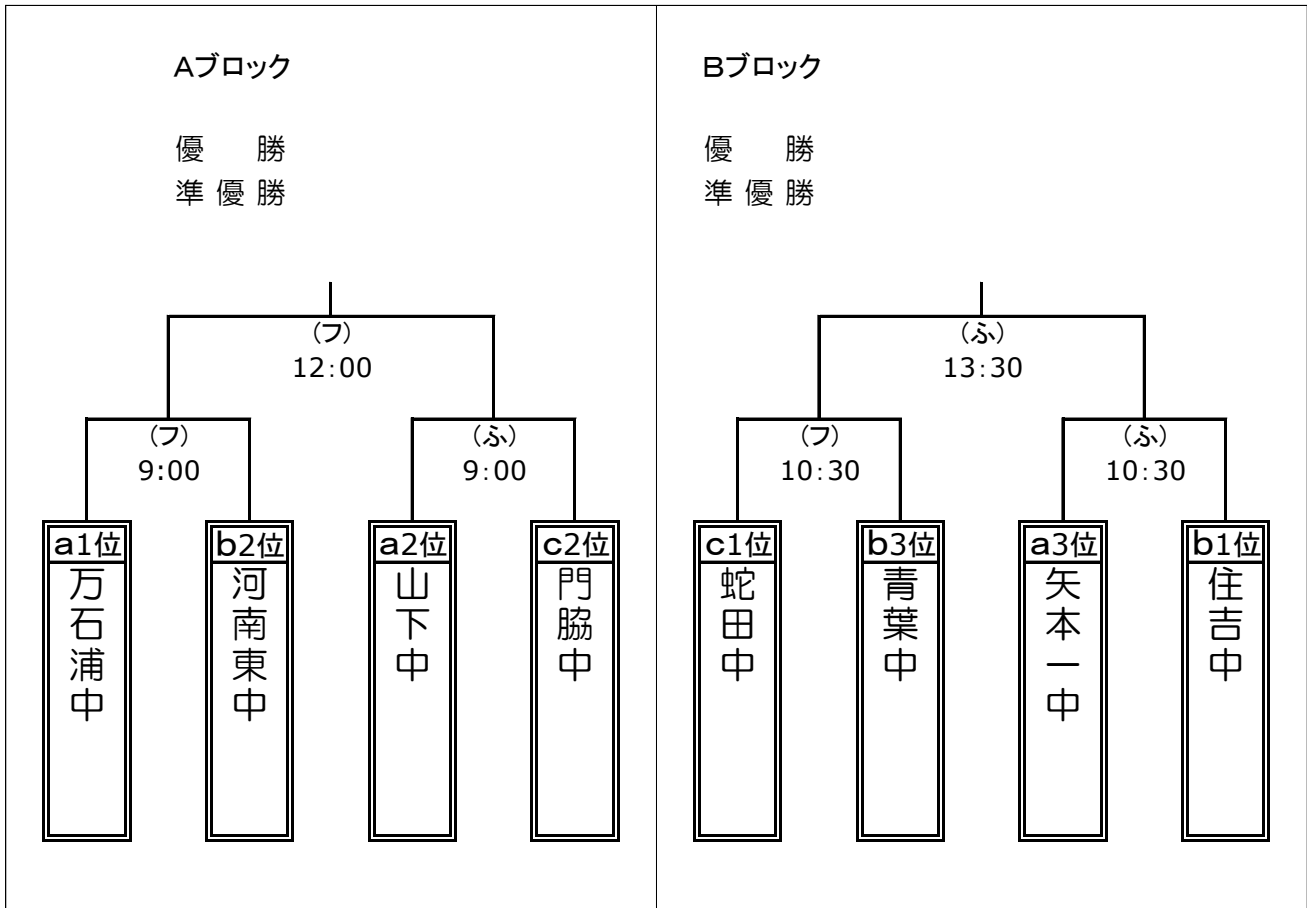 Aブロック
優　勝
準優勝
(フ)
12:00
(フ)
9:00
(ふ)
9:00
a1位
万石浦中
b2位
河南東中
a2位
山下中
c2位
門脇中
Bブロック
優　勝
準優勝
(ふ)
13:30
(フ)
10:30
(ふ)
10:30
c1位
蛇田中
b3位
青葉中
a3位
矢本一中
b1位
住吉中